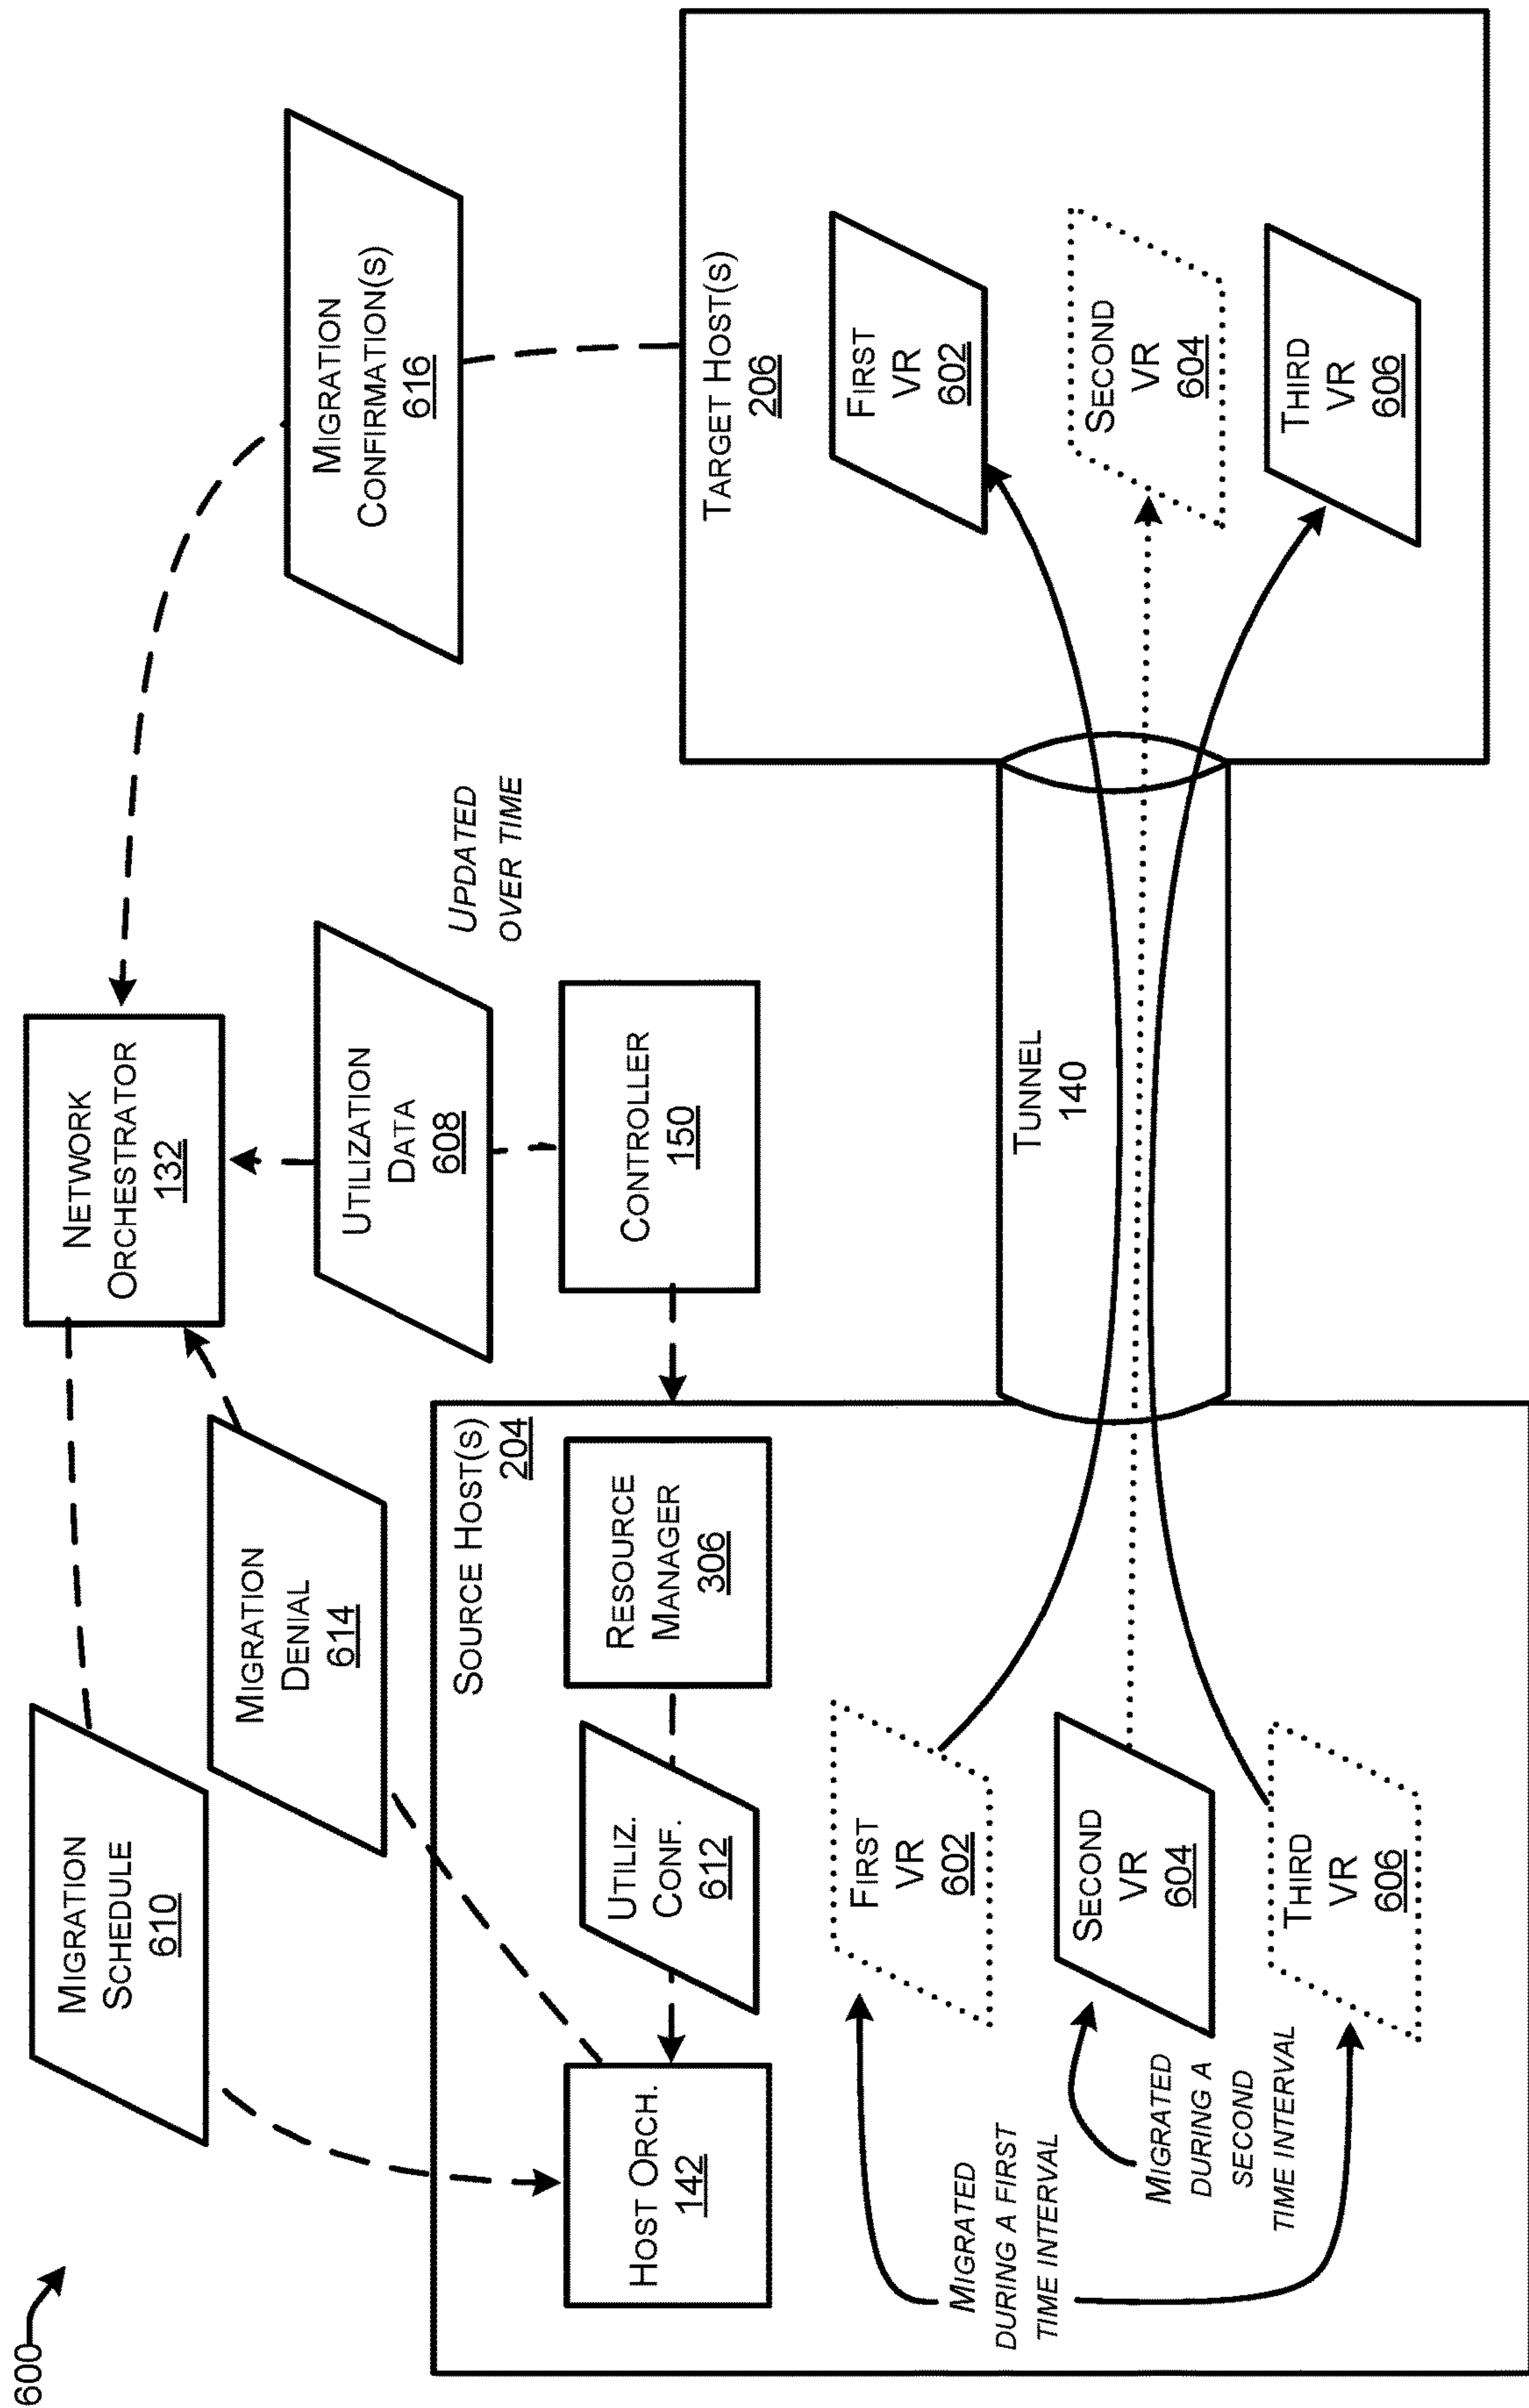 600
MIGRATION
SCHEDULE
610
NETWORK
ORCHESTRATOR
132
MIGRATION
DENIAL
614
UTILIZATION
DATA
608
UPDATED
OVER TIME
MIGRATION
CONFIRMATION(S)
616
CONTROLLER
150
SOURCE HOST(S)
204
HOST ORCH.
142
UTILIZ.
CONF.
612
RESOURCE
MANAGER
306
FIRST
VR
602
SECOND
VR
604
THIRD
VR
606
MIGRATED
DURING A FIRST
TIME INTERVAL
MIGRATED
DURING A
SECOND
TIME INTERVAL
TUNNEL
140
TARGET HOST(S)
206
FIRST
VR
602
SECOND
VR
604
THIRD
VR
606